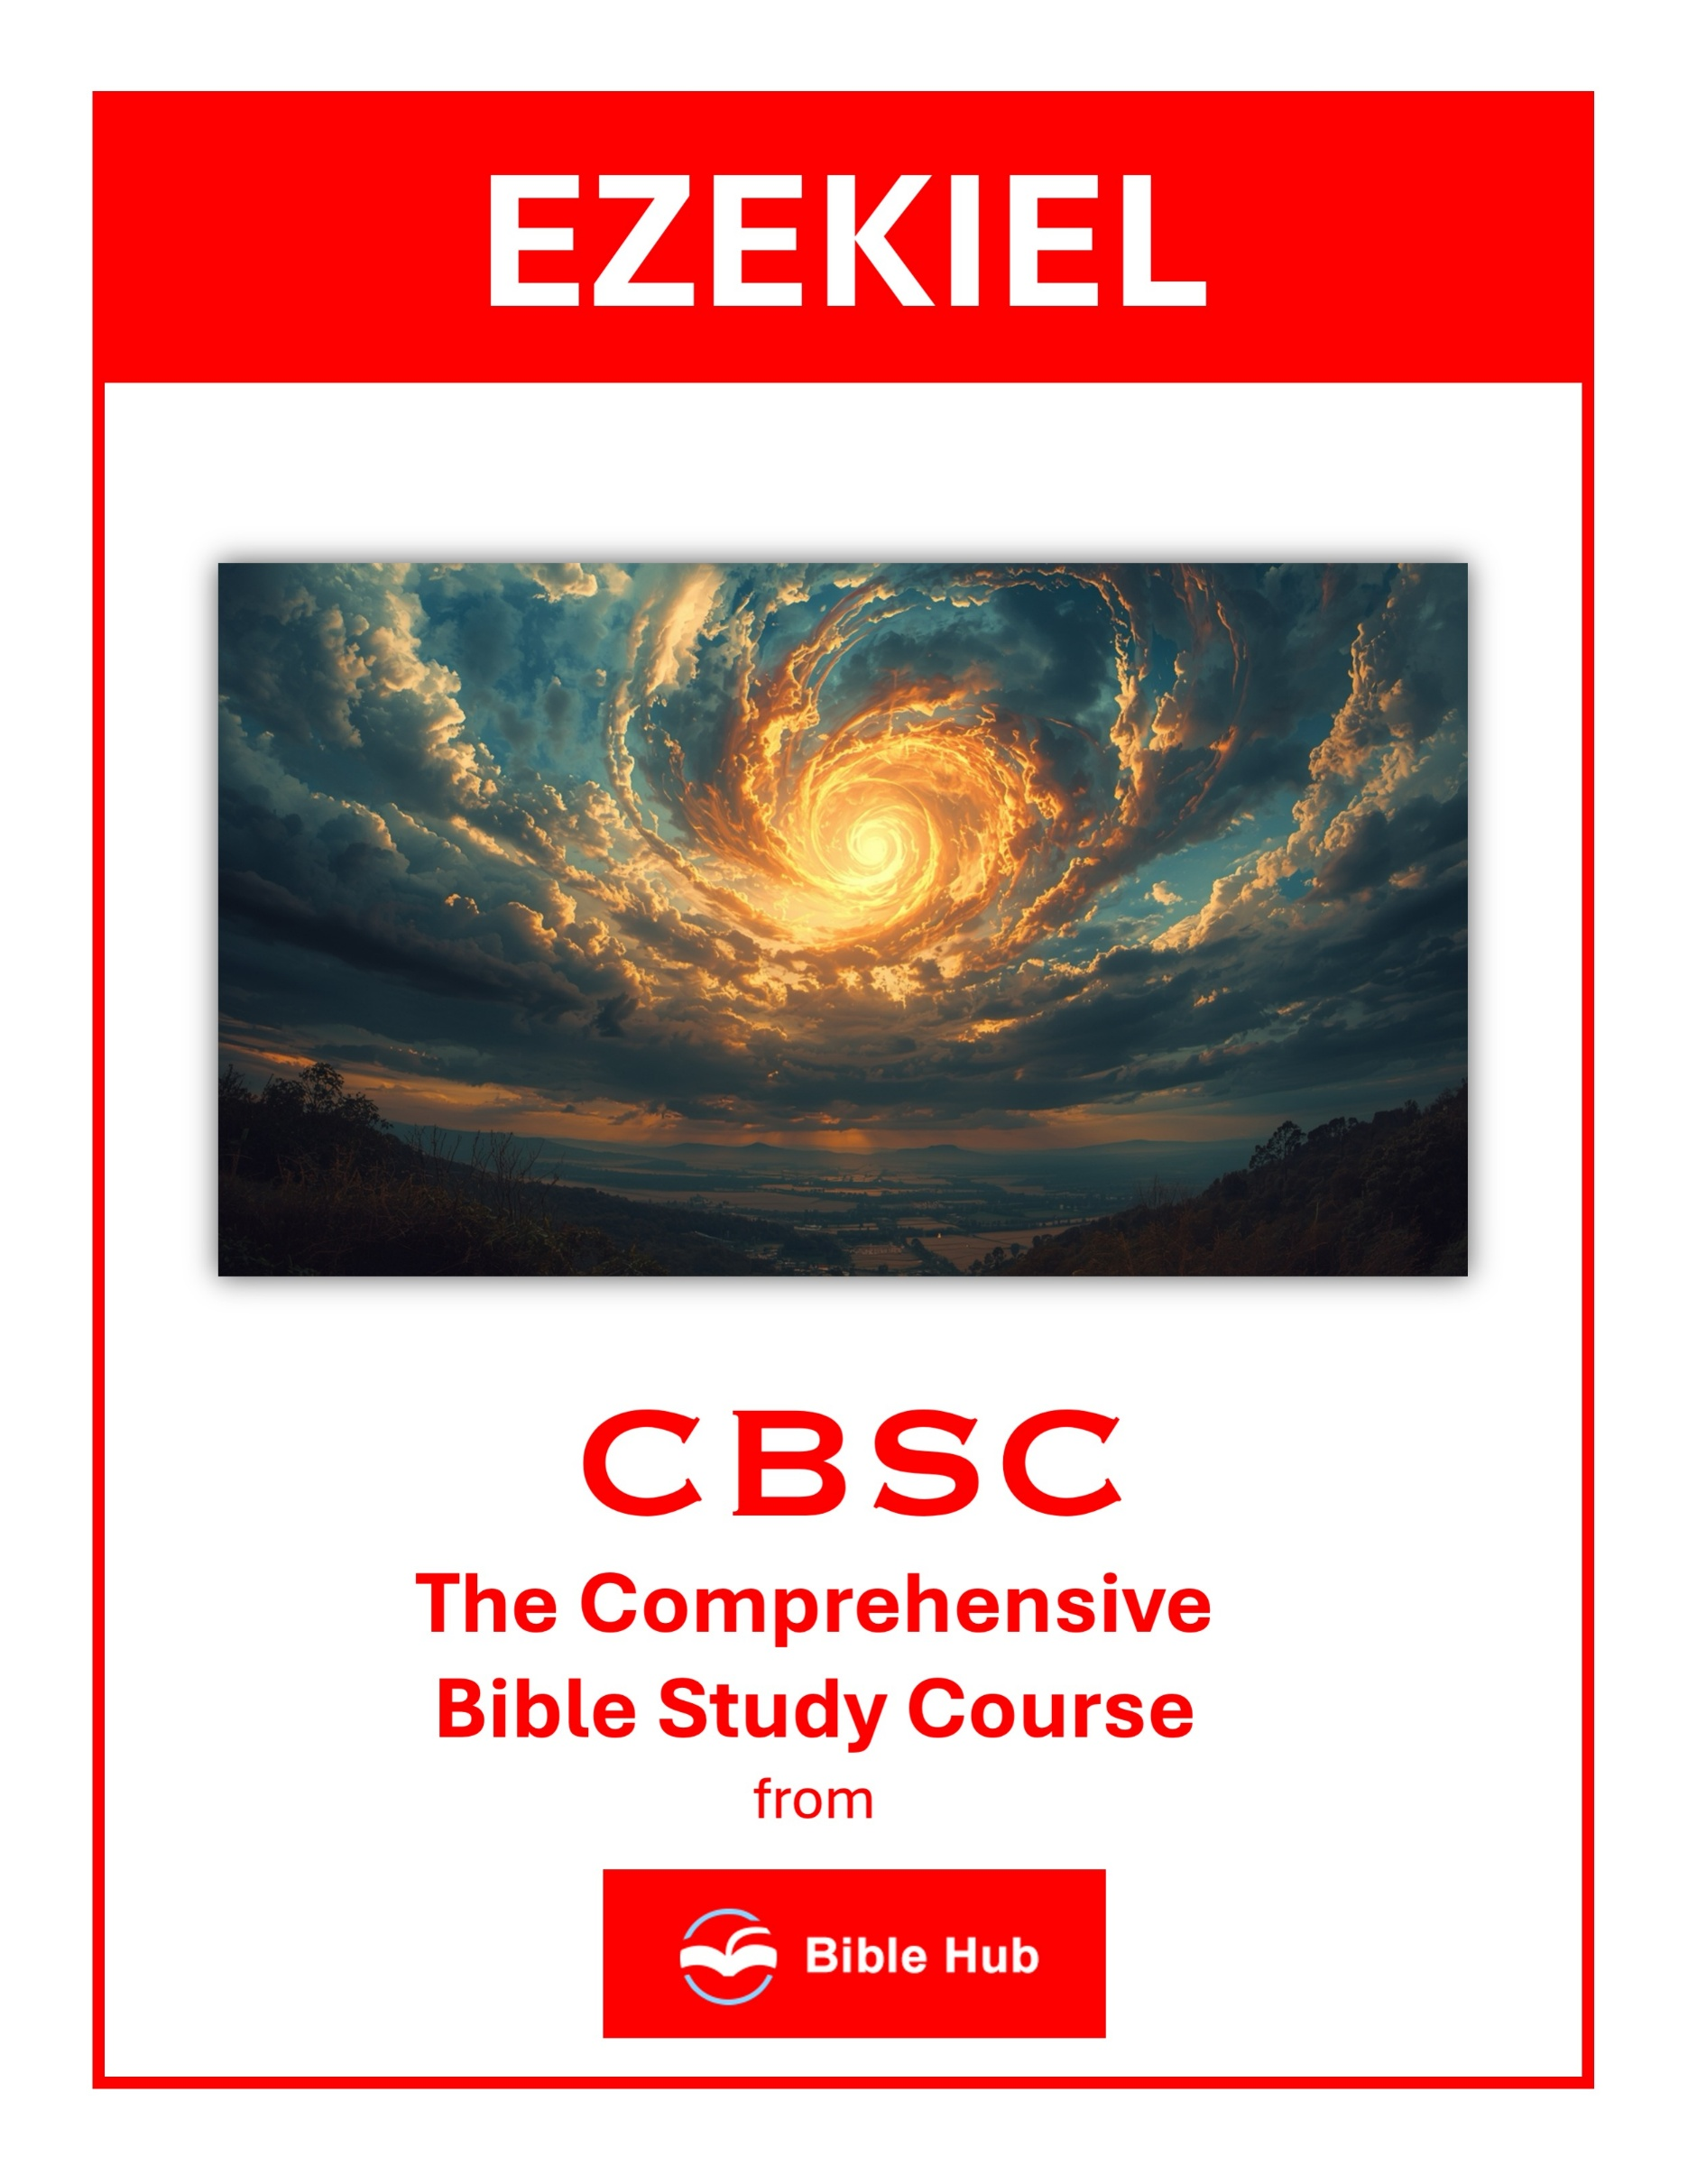 EZEKIEL
CBSC
The Comprehensive
Bible Study Course
from
Bible Hub